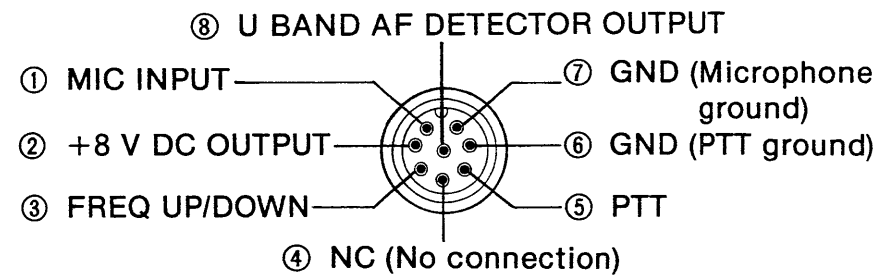 ⑧ U BAND AF DETECTOR OUTPUT
① MIC INPUT
⑦ GND (Microphone
ground)
② +8 V DC OUTPUT
⑥ GND (PTT ground)
③ FREQ UP/DOWN
⑤ PTT
④ NC (No connection)